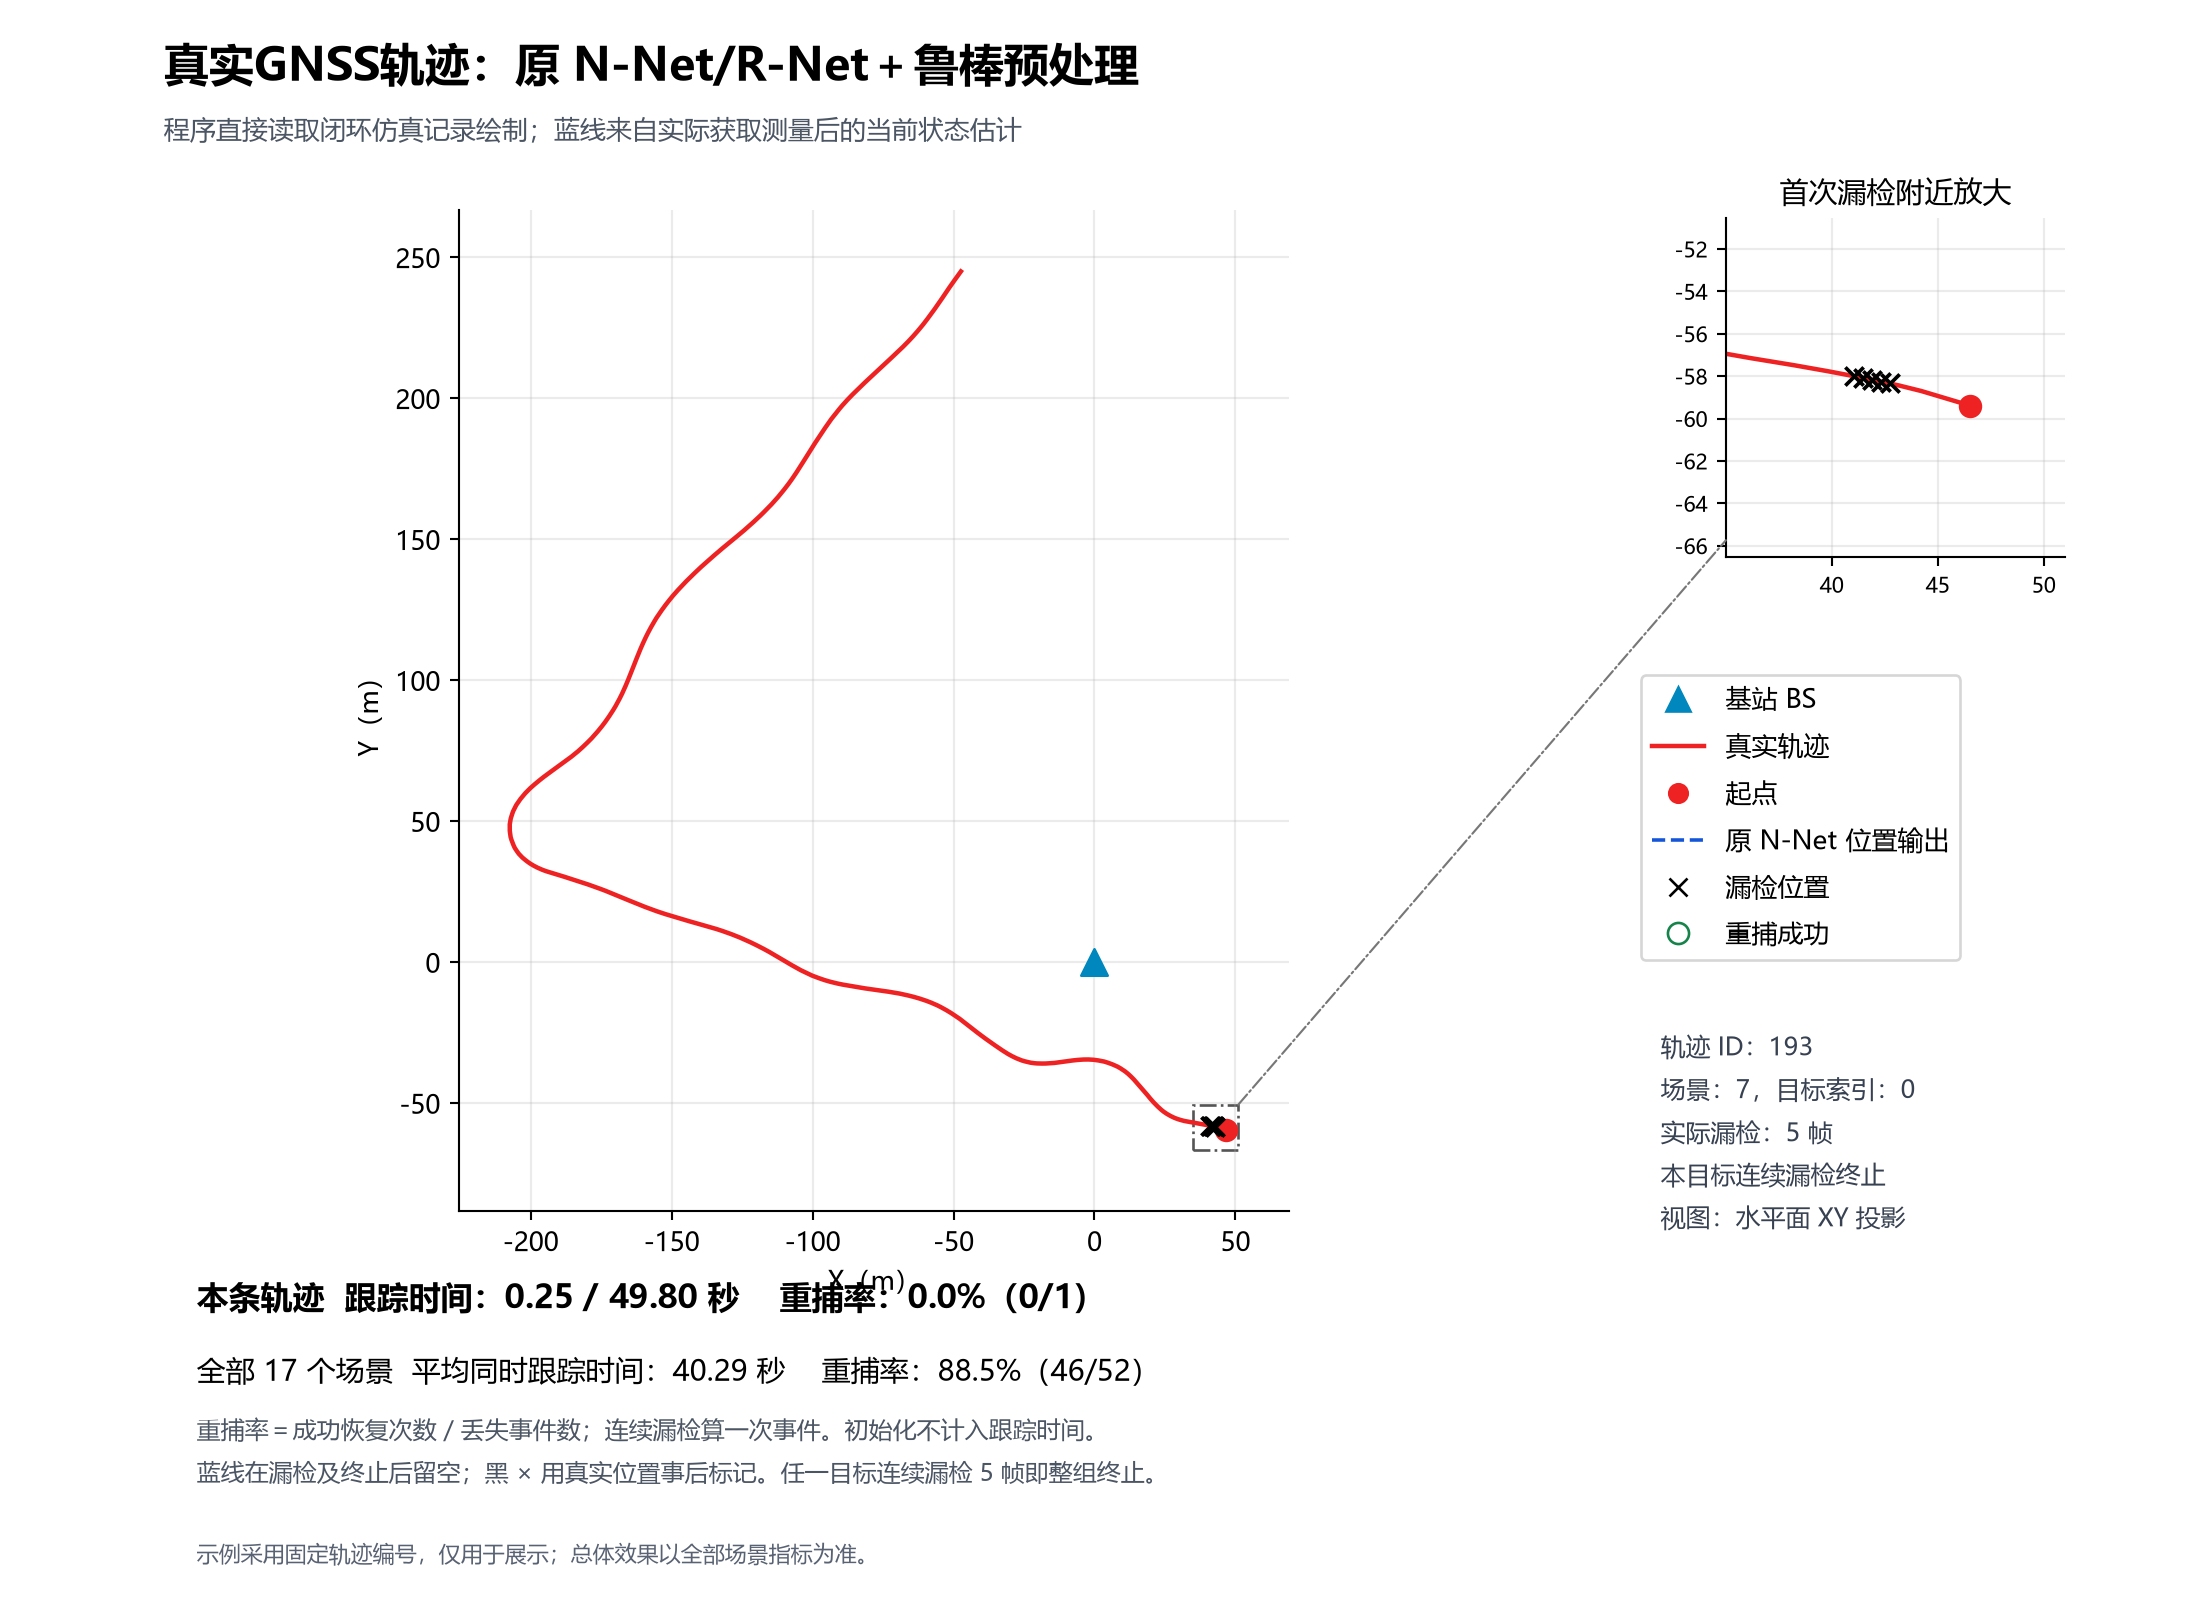 真实GNSS轨迹：原 N-Net/R-Net + 鲁棒预处理
程序直接读取闭环仿真记录绘制；蓝线来自实际获取测量后的当前状态估计
首次漏检附近放大
-52
-54
-56
-58
-60
-62
-64
-66
40 45 50
250
200
150
100
50
0
-50
Y（m）
-200 -150 -100 -50 0 50
X（m）
基站 BS
真实轨迹
起点
原 N-Net 位置输出
漏检位置
重捕成功
轨迹 ID：193
场景：7，目标索引：0
实际漏检：5 帧
本目标连续漏检终止
视图：水平面 XY 投影
本条轨迹 跟踪时间：0.25 / 49.80 秒 重捕率：0.0%（0/1）
全部 17 个场景 平均同时跟踪时间：40.29 秒 重捕率：88.5%（46/52）
重捕率 = 成功恢复次数 / 丢失事件数；连续漏检算一次事件。初始化不计入跟踪时间。
蓝线在漏检及终止后留空；黑 × 用真实位置事后标记。任一目标连续漏检 5 帧即整组终止。
示例采用固定轨迹编号，仅用于展示；总体效果以全部场景指标为准。